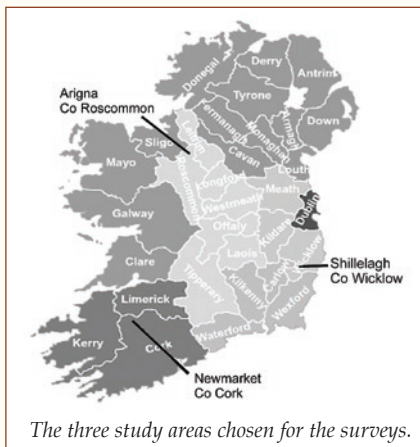 Donegal
Derry
Antrim
Tyrone
Fermanagh
Armagh
Down
Monaghan
Arigna
Co Roscommon
Sligo
Leitrim
Cavan
Louth
Mayo
Roscommon
Longford
Meath
Westmeath
Dublin
Galway
Offaly
Kildare
Laois
Wicklow
Clare
Carlow
Shillelagh
Co Wicklow
Tipperary
Kilkenny
Limerick
Wexford
Waterford
Kerry
Cork
Newmarket
Co Cork
The three study areas chosen for the surveys.